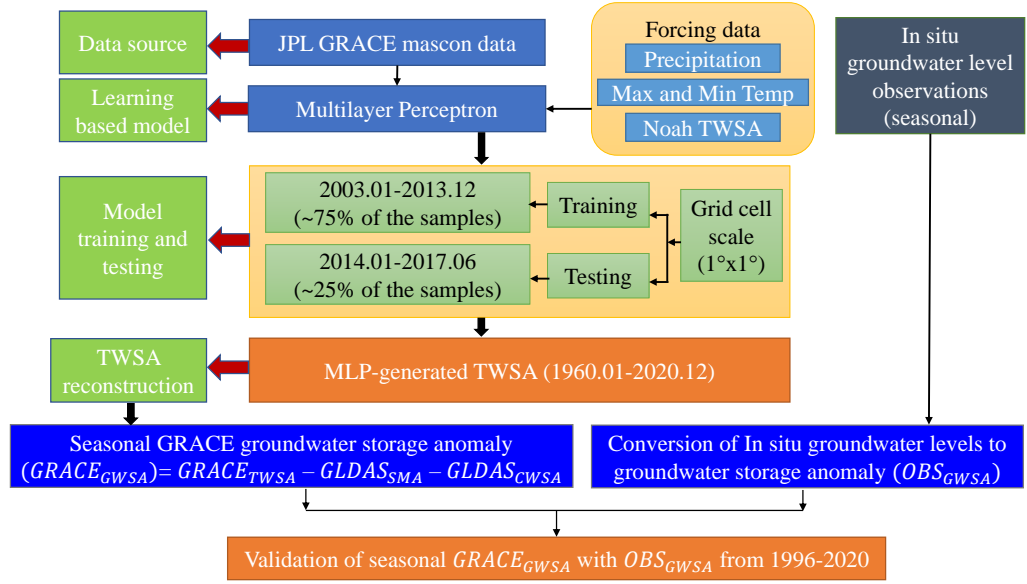 Data source
JPL GRACE mascon data
Forcing data
Precipitation
Max and Min Temp
Noah TWSA
In situ
groundwater level
observations
(seasonal)
Learning
based model
Multilayer Perceptron
Model
training and
testing
2003.01-2013.12
(~75% of the samples)
Training
2014.01-2017.06
(~25% of the samples)
Testing
Grid cell
scale
(1°x1°)
TWSA
reconstruction
MLP-generated TWSA (1960.01-2020.12)
Seasonal GRACE groundwater storage anomaly
(GRACE_GWSA)= GRACE_TWSA − GLDAS_SMA − GLDAS_CWSA
Conversion of In situ groundwater levels to
groundwater storage anomaly (OBS_GWSA)
Validation of seasonal GRACE_GWSA with OBS_GWSA from 1996-2020